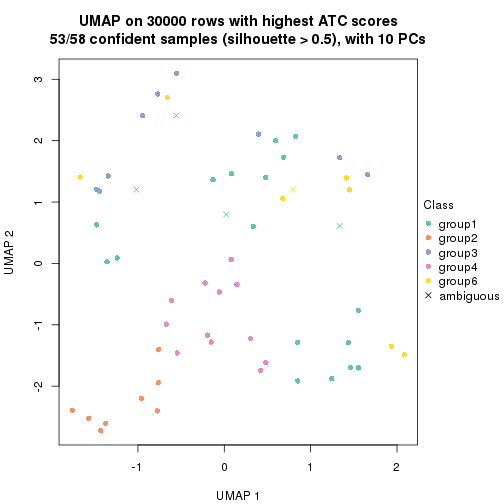 UMAP on 30000 rows with highest ATC scores
53/58 confident samples (silhouette > 0.5), with 10 PCs
3
2
1
0
-1
-2
UMAP 2
-1
0
1
2
UMAP 1
Class
group1
group2
group3
group4
group6
ambiguous